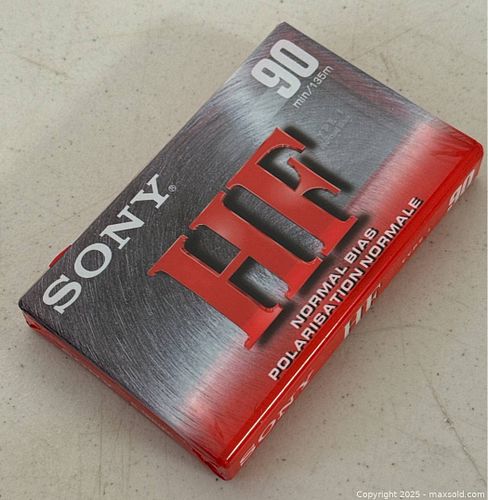 90
min/135m
SONY®
HF
NORMAL BIAS
POLARISATION NORMALE
SONY
HF
90
Copyright © 2025 - maxsold.com